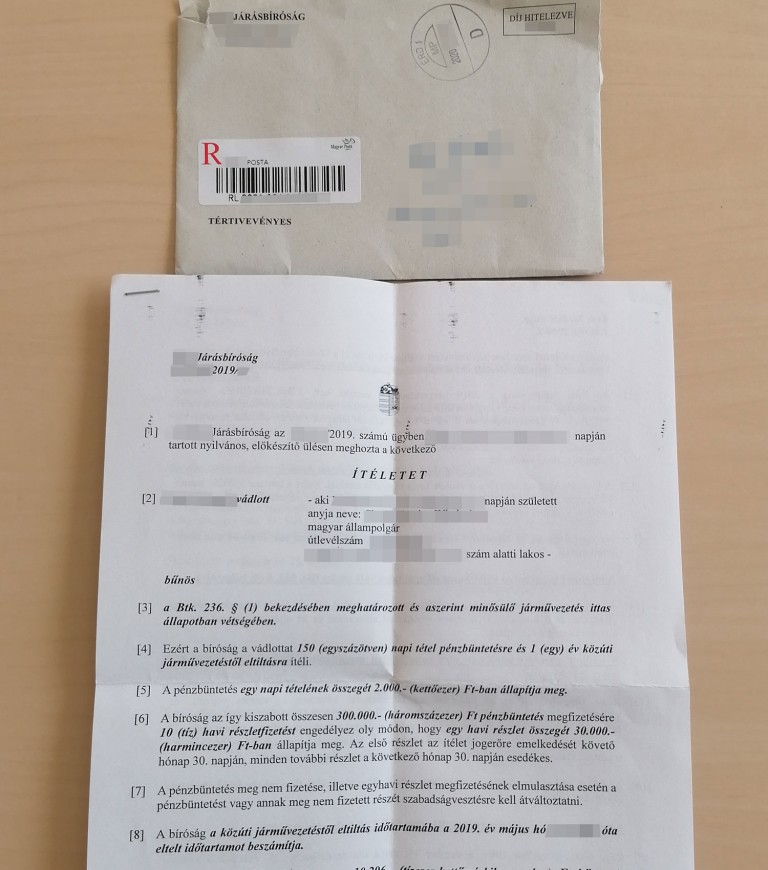 JÁRÁSBÍRÓSÁG
DÍJ HITELEZVE
D
ÉRD 1
2020
MP
R
Magyar Posta
POSTA
RL
TÉRTIVEVÉNYES
Járásbíróság
2019/
[1] Járásbíróság az /2019. számú ügyben napján
tartott nyilvános, előkészítő ülésen meghozta a következő
ÍTÉLETET
[2] vádlott - aki napján született
anyja neve:
magyar állampolgár
útlevélszám
szám alatti lakos -
bűnös
[3] a Btk. 236. § (1) bekezdésében meghatározott és aszerint minősülő járművezetés ittas
állapotban vétségében.
[4] Ezért a bíróság a vádlottat 150 (egyszázötven) napi tétel pénzbüntetésre és 1 (egy) év közúti
járművezetéstől eltiltásra ítéli.
[5] A pénzbüntetés egy napi tételének összegét 2.000.- (kettőezer) Ft-ban állapítja meg.
[6] A bíróság az így kiszabott összesen 300.000.- (háromszázezer) Ft pénzbüntetés megfizetésére
10 (tíz) havi részletfizetést engedélyez oly módon, hogy egy havi részlet összegét 30.000.-
(harmincezer) Ft-ban állapítja meg. Az első részlet az ítélet jogerőre emelkedését követő
hónap 30. napján, minden további részlet a következő hónap 30. napján esedékes.
[7] A pénzbüntetés meg nem fizetése, illetve egyhavi részlet megfizetésének elmulasztása esetén a
pénzbüntetést vagy annak meg nem fizetett részét szabadságvesztésre kell átváltoztatni.
[8] A bíróság a közúti járművezetéstől eltiltás időtartamába a 2019. év május hó óta
eltelt időtartamot beszámítja.